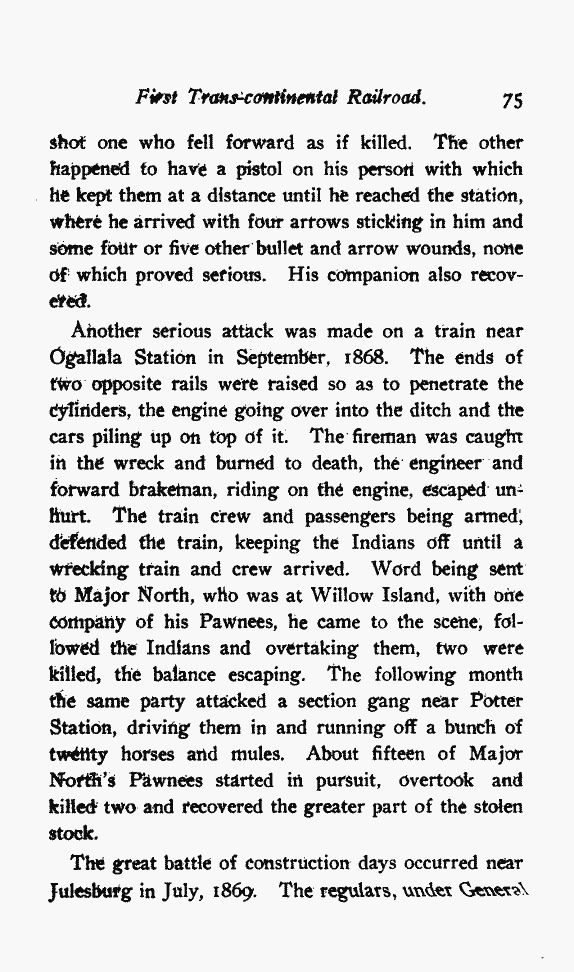 First Trans-continental Railroad. 75
shot one who fell forward as if killed. The other
happened to have a pistol on his person with which
he kept them at a distance until he reached the station,
where he arrived with four arrows sticking in him and
some four or five other bullet and arrow wounds, none
of which proved serious. His companion also recov-
ered.
Another serious attack was made on a train near
Ogallala Station in September, 1868. The ends of
two opposite rails were raised so as to penetrate the
cylinders, the engine going over into the ditch and the
cars piling up on top of it. The fireman was caught
in the wreck and burned to death, the engineer and
forward brakeman, riding on the engine, escaped un-
hurt. The train crew and passengers being armed,
defended the train, keeping the Indians off until a
wrecking train and crew arrived. Word being sent
to Major North, who was at Willow Island, with one
company of his Pawnees, he came to the scene, fol-
lowed the Indians and overtaking them, two were
killed, the balance escaping. The following month
the same party attacked a section gang near Potter
Station, driving them in and running off a bunch of
twenty horses and mules. About fifteen of Major
North's Pawnees started in pursuit, overtook and
killed two and recovered the greater part of the stolen
stock.
The great battle of construction days occurred near
Julesburg in July, 1869. The regulars, under General